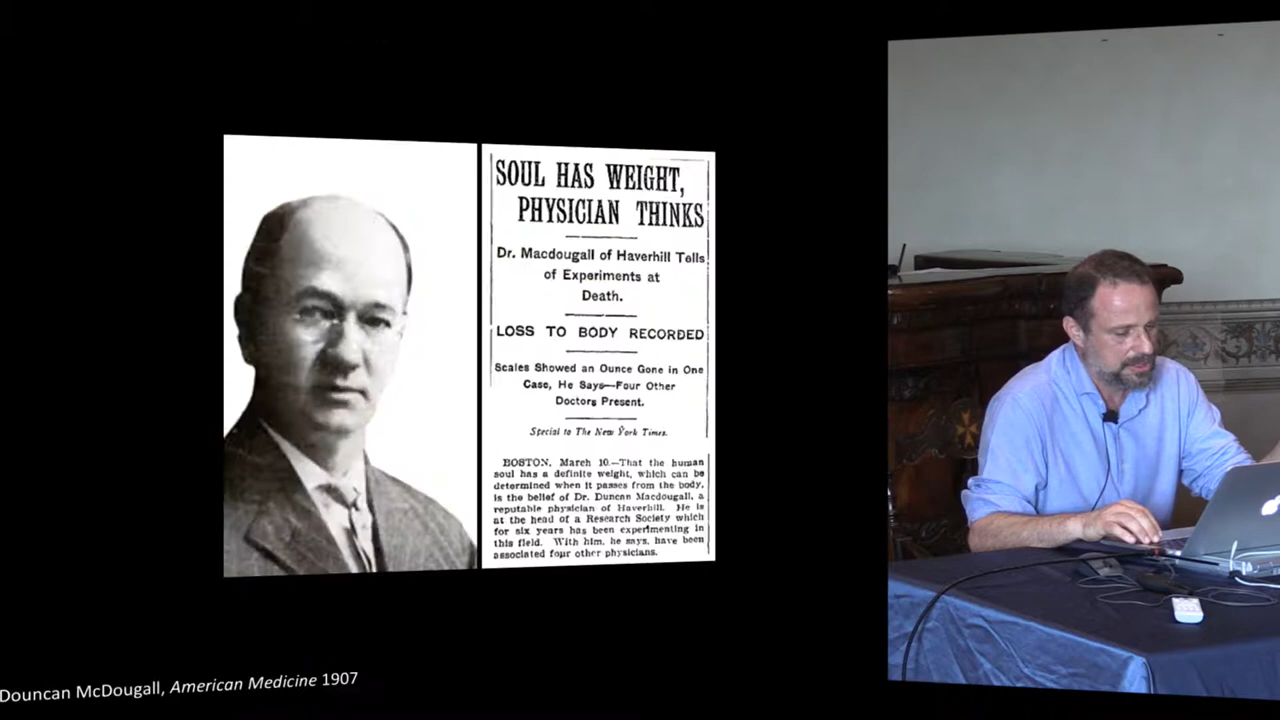 SOUL HAS WEIGHT,
PHYSICIAN THINKS
Dr. Macdougall of Haverhill Tells
of Experiments at
Death.
LOSS TO BODY RECORDED
Scales Showed an Ounce Gone in One
Case, He Says—Four Other
Doctors Present.
Special to The New York Times.
BOSTON, March 10.—That the human
soul has a definite weight, which can be
determined when it passes from the body,
is the belief of Dr. Duncan Macdougall, a
reputable physician of Haverhill. He is
at the head of a Research Society which
for six years has been experimenting in
this field. With him, he says, have been
associated four other physicians.
Douncan McDougall, American Medicine 1907